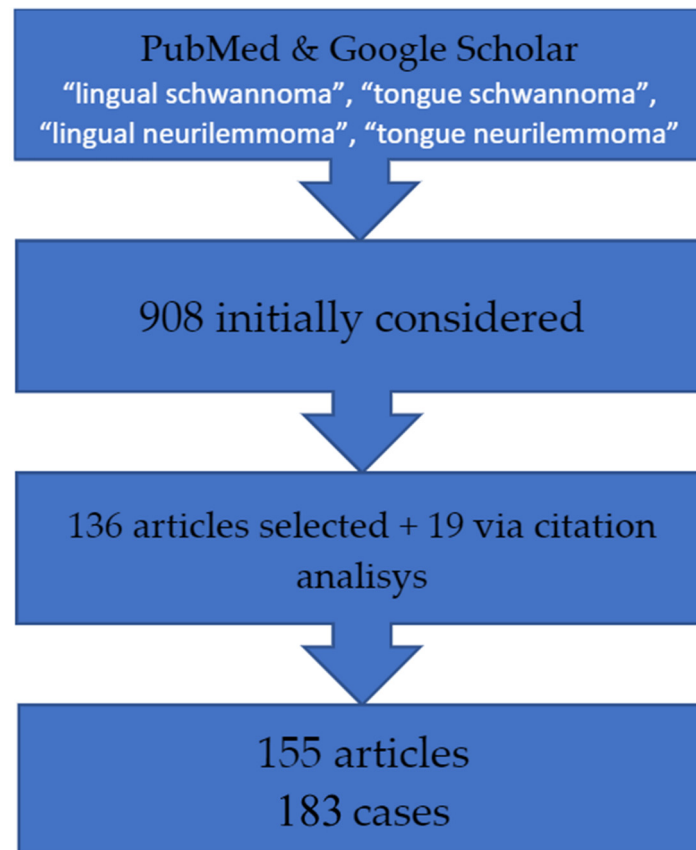 PubMed & Google Scholar
“lingual schwannoma”, “tongue schwannoma”,
“lingual neurilemmoma”, “tongue neurilemmoma”
908 initially considered
136 articles selected + 19 via citation
analisys
155 articles
183 cases